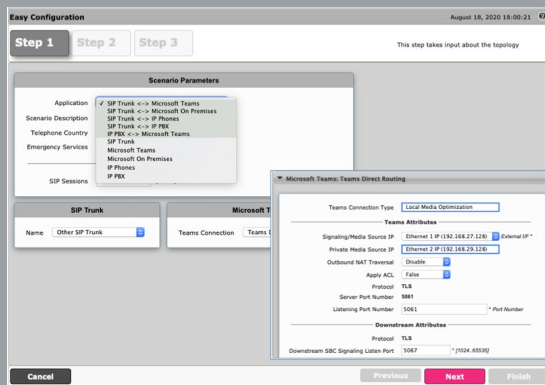 Easy Configuration
August 18, 2020 18:00:21
Step 1
Step 2
Step 3
This step takes input about the topology
Scenario Parameters
Application
✓ SIP Trunk <-> Microsoft Teams
SIP Trunk <-> Microsoft On Premises
Scenario Description
SIP Trunk <-> IP Phones
SIP Trunk <-> IP PBX
Telephone Country
IP PBX <-> Microsoft Teams
Emergency Services
SIP Trunk
Microsoft Teams
Microsoft On Premises
IP Phones
SIP Sessions
IP PBX
Microsoft Teams: Teams Direct Routing
Teams Connection Type Local Media Optimization
Teams Attributes
Signaling/Media Source IP Ethernet 1 IP (192.168.27.128) External I/F *
Private Media Source IP Ethernet 2 IP (192.168.29.128)
Outbound NAT Traversal Disable
Apply ACL False
Protocol TLS
Server Port Number 5061
Listening Port Number 5061 * Port Number
Downstream Attributes
Protocol TLS
Downstream SBC Signaling Listen Port 5067 * [1024..65535]
SIP Trunk
Name Other SIP Trunk
Microsoft T
Teams Connection Teams D
Cancel
Previous
Next
Finish